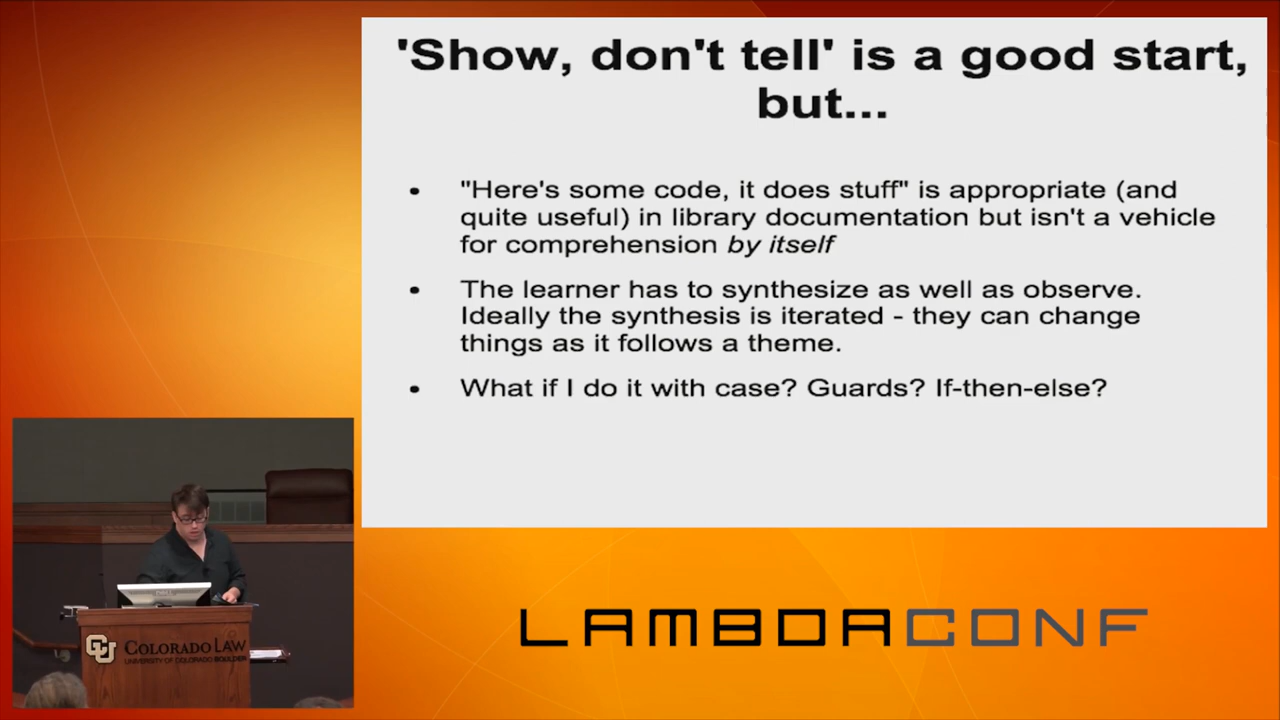 'Show, don't tell' is a good start,
but...
• "Here's some code, it does stuff" is appropriate (and
quite useful) in library documentation but isn't a vehicle
for comprehension by itself
• The learner has to synthesize as well as observe.
Ideally the synthesis is iterated - they can change
things as it follows a theme.
• What if I do it with case? Guards? If-then-else?
CU COLORADO LAW
UNIVERSITY OF COLORADO BOULDER
LAMBDACONF